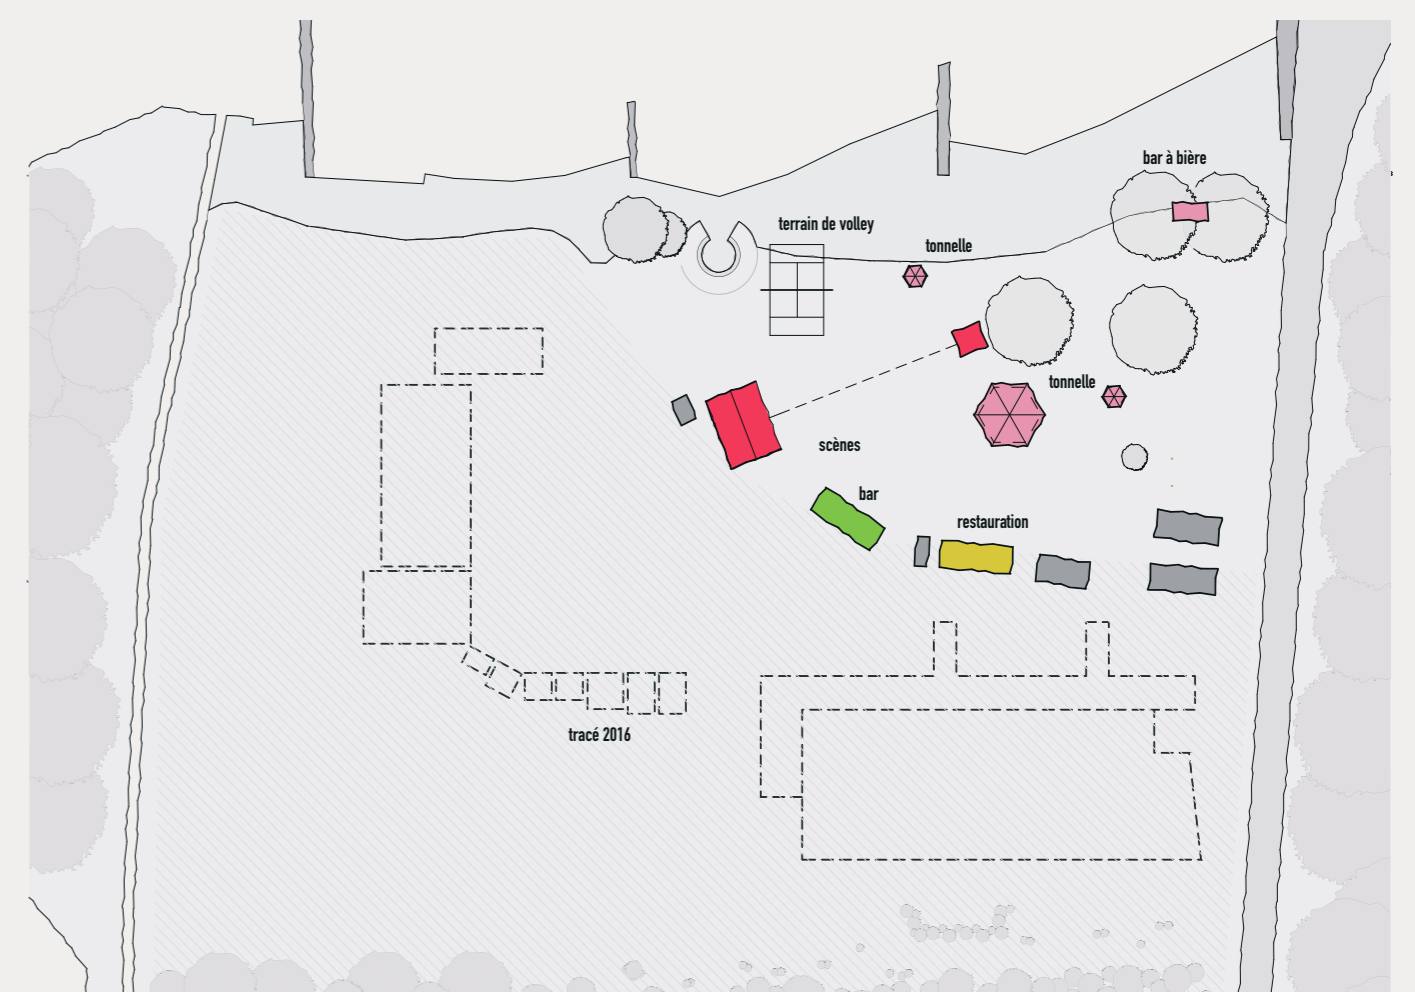 bar à bière
terrain de volley
tonnelle
tonnelle
scènes
bar
restauration
tracé 2016